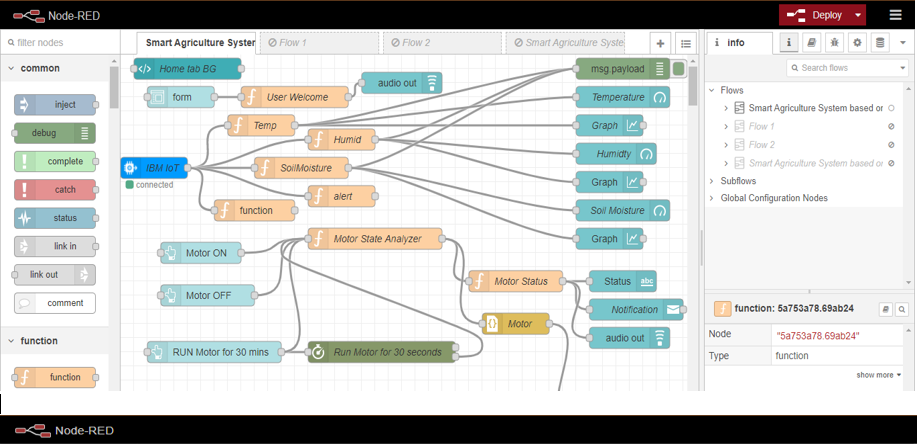 Node-RED
Deploy
filter nodes
common
inject
debug
complete
catch
status
link in
link out
comment
function
function
Smart Agriculture System
Flow 1
Flow 2
Smart Agriculture Syste
Home tab BG
form
User Welcome
audio out
msg.payload
Temp
Temperature
Graph
Humid
Humidty
IBM IoT
connected
SoilMoisture
Graph
alert
function
Soil Moisture
Motor State Analyzer
Graph
Motor ON
Motor OFF
Motor Status
Status
Notification
Motor
audio out
RUN Motor for 30 mins
Run Motor for 30 seconds
i info
i
Search flows
Flows
Smart Agriculture System based on
Flow 1
Flow 2
Smart Agriculture System based on
Subflows
Global Configuration Nodes
function: 5a753a78.69ab24
Node "5a753a78.69ab24"
Type function
show more
Node-RED